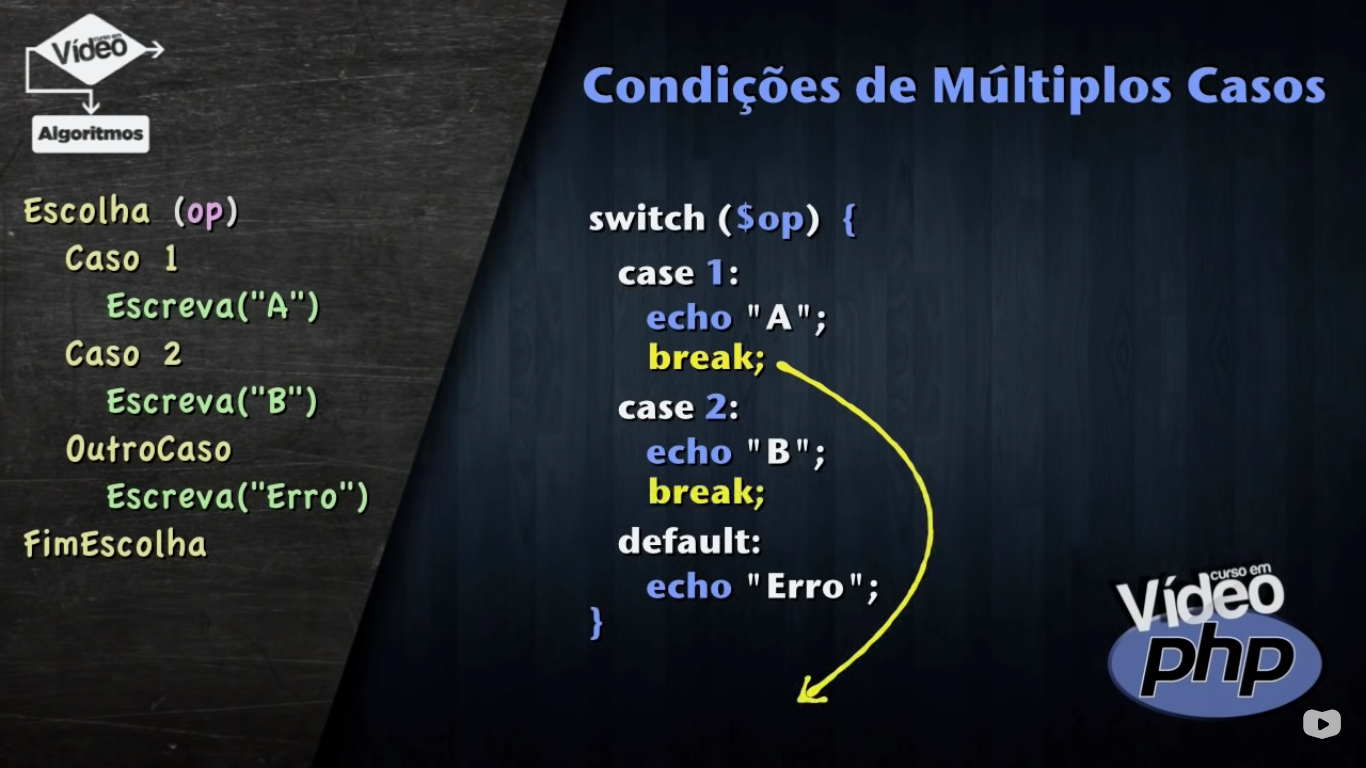 curso em
Vídeo
Algoritmos
Condições de Múltiplos Casos
Escolha (op)
Caso 1
Escreva("A")
Caso 2
Escreva("B")
OutroCaso
Escreva("Erro")
FimEscolha
switch ($op) {
case 1:
echo "A";
break;
case 2:
echo "B";
break;
default:
echo "Erro";
}
curso em
Vídeo
php